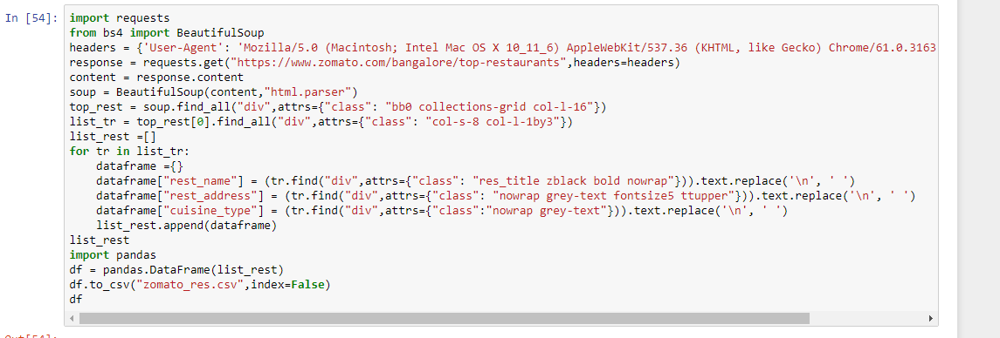 In [54]:
import requests
from bs4 import BeautifulSoup
headers = {'User-Agent': 'Mozilla/5.0 (Macintosh; Intel Mac OS X 10_11_6) AppleWebKit/537.36 (KHTML, like Gecko) Chrome/61.0.3163
response = requests.get("https://www.zomato.com/bangalore/top-restaurants",headers=headers)
content = response.content
soup = BeautifulSoup(content,"html.parser")
top_rest = soup.find_all("div",attrs={"class": "bb0 collections-grid col-l-16"})
list_tr = top_rest[0].find_all("div",attrs={"class": "col-s-8 col-l-1by3"})
list_rest =[]
for tr in list_tr:
    dataframe ={}
    dataframe["rest_name"] = (tr.find("div",attrs={"class": "res_title zblack bold nowrap"})).text.replace('\n', ' ')
    dataframe["rest_address"] = (tr.find("div",attrs={"class": "nowrap grey-text fontsize5 ttupper"})).text.replace('\n', ' ')
    dataframe["cuisine_type"] = (tr.find("div",attrs={"class":"nowrap grey-text"})).text.replace('\n', ' ')
    list_rest.append(dataframe)
list_rest
import pandas
df = pandas.DataFrame(list_rest)
df.to_csv("zomato_res.csv",index=False)
df
Out[54]: